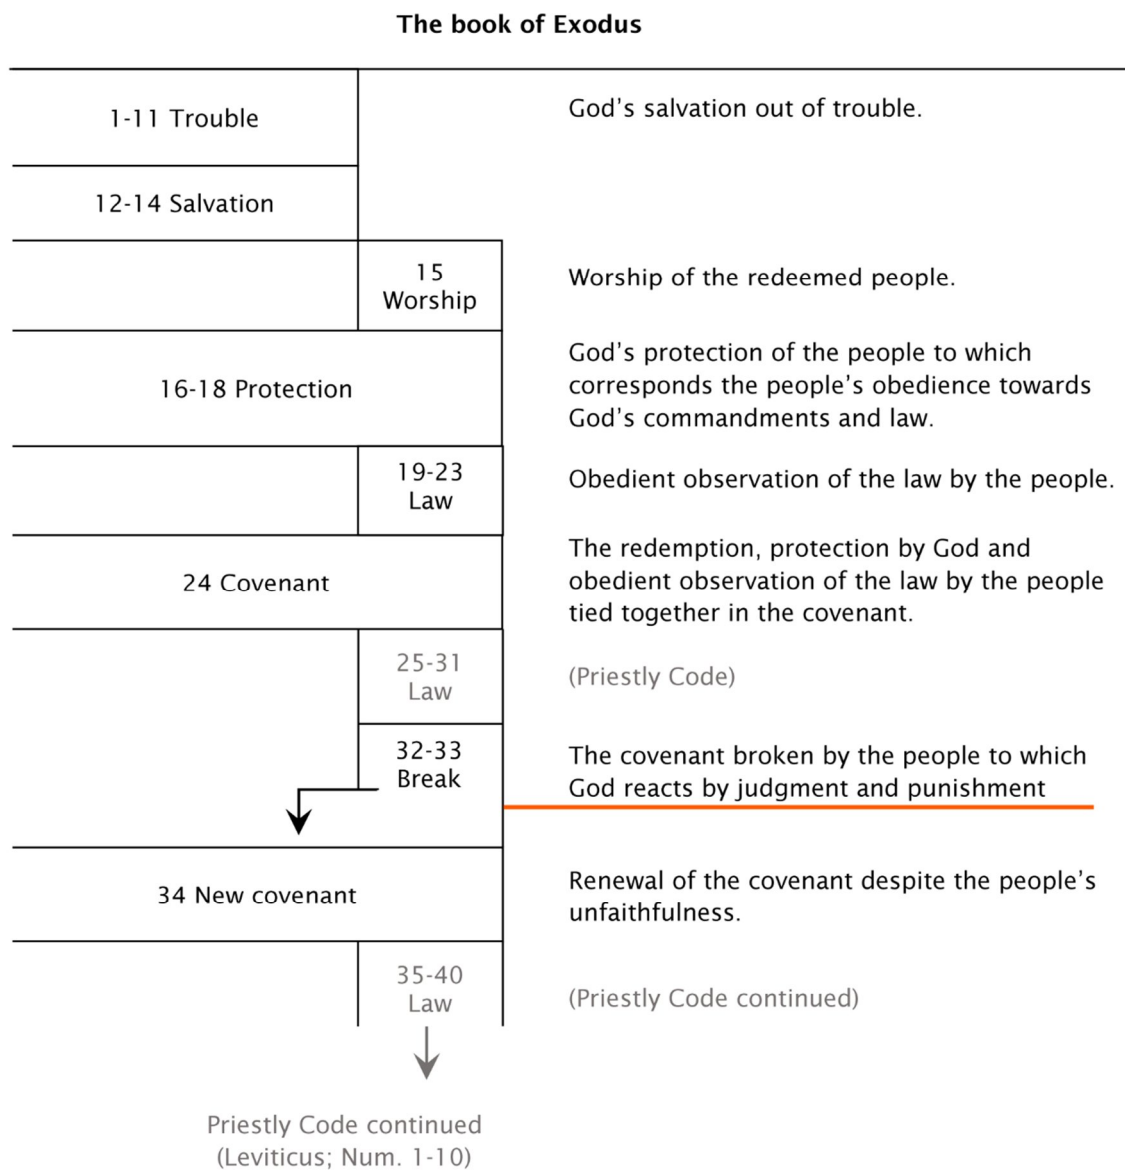 The book of Exodus
1-11 Trouble
God's salvation out of trouble.
12-14 Salvation
15
Worship
Worship of the redeemed people.
16-18 Protection
God's protection of the people to which
corresponds the people's obedience towards
God's commandments and law.
19-23
Law
Obedient observation of the law by the people.
24 Covenant
The redemption, protection by God and
obedient observation of the law by the people
tied together in the covenant.
25-31
Law
(Priestly Code)
32-33
Break
The covenant broken by the people to which
God reacts by judgment and punishment
34 New covenant
Renewal of the covenant despite the people's
unfaithfulness.
35-40
Law
(Priestly Code continued)
Priestly Code continued
(Leviticus; Num. 1-10)